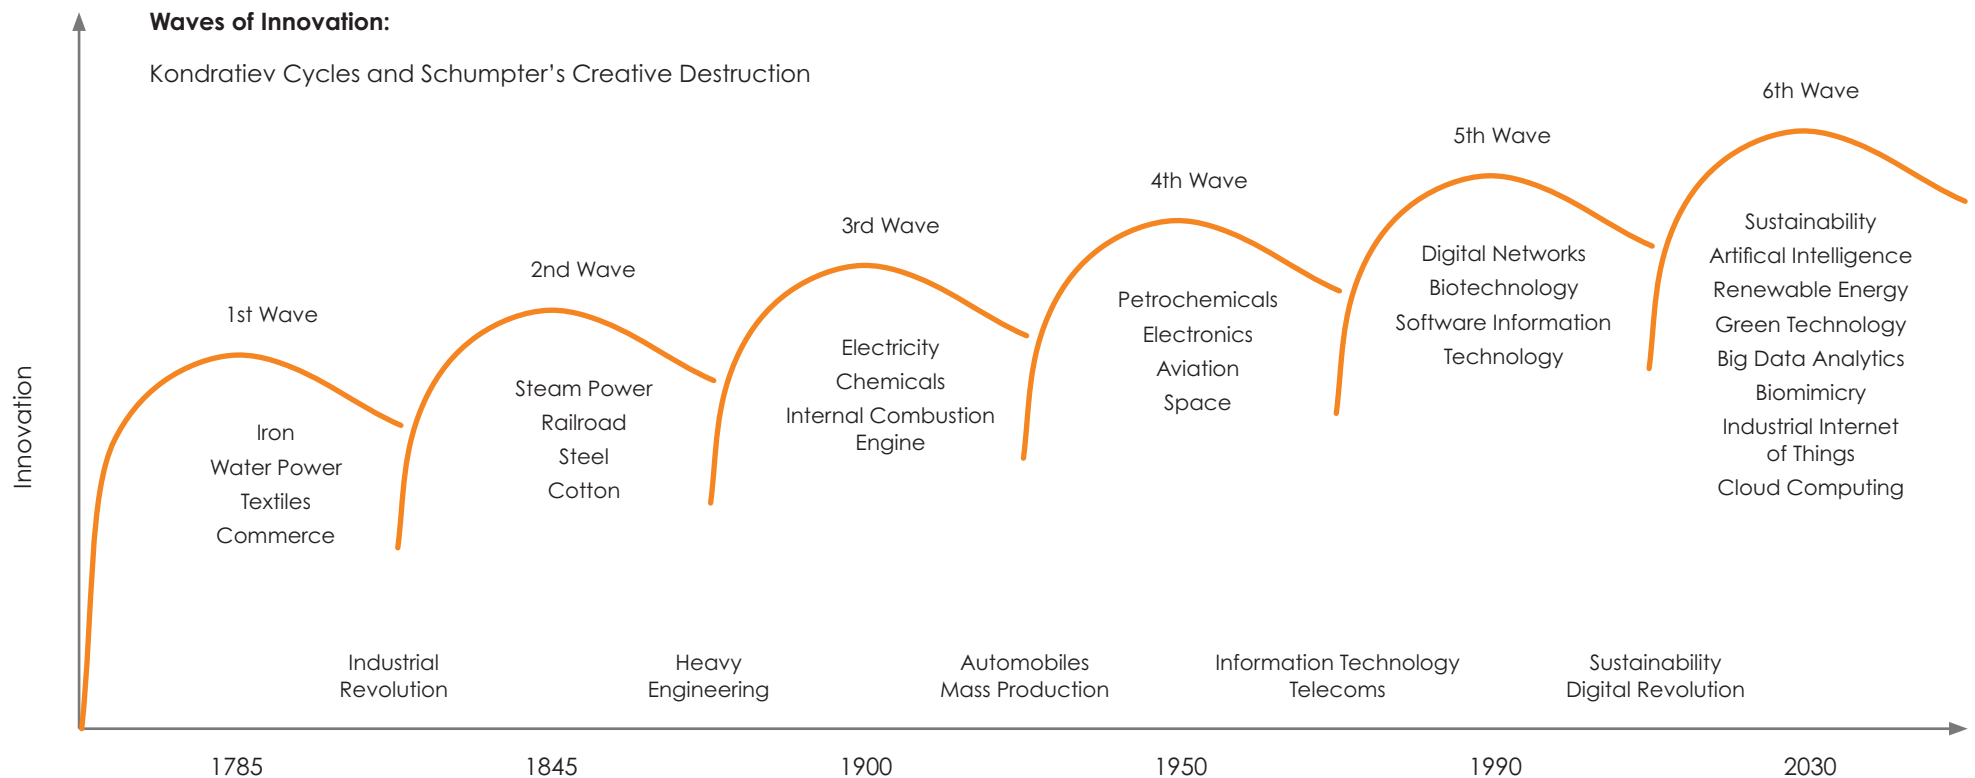 Waves of Innovation:
Kondratiev Cycles and Schumpter’s Creative Destruction
Innovation
1st Wave
Iron
Water Power
Textiles
Commerce
2nd Wave
Steam Power
Railroad
Steel
Cotton
3rd Wave
Electricity
Chemicals
Internal Combustion
Engine
4th Wave
Petrochemicals
Electronics
Aviation
Space
5th Wave
Digital Networks
Biotechnology
Software Information
Technology
6th Wave
Sustainability
Artifical Intelligence
Renewable Energy
Green Technology
Big Data Analytics
Biomimicry
Industrial Internet
of Things
Cloud Computing
Industrial
Revolution
Heavy
Engineering
Automobiles
Mass Production
Information Technology
Telecoms
Sustainability
Digital Revolution
1785
1845
1900
1950
1990
2030